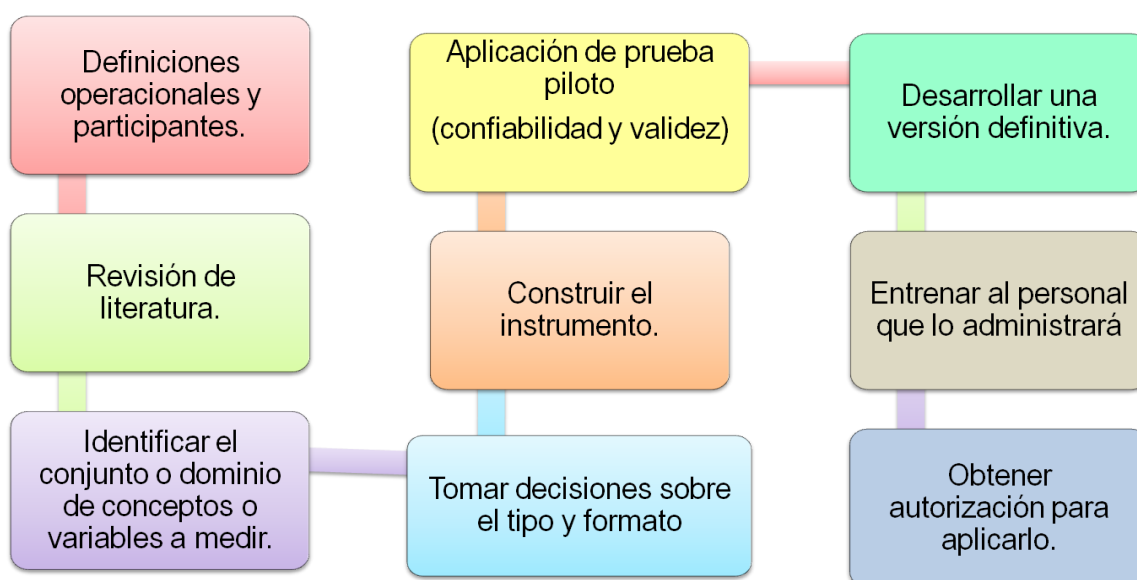 Definiciones
operacionales y
participantes.
Revisión de
literatura.
Identificar el
conjunto o dominio
de conceptos o
variables a medir.
Tomar decisiones sobre
el tipo y formato
Construir el
instrumento.
Aplicación de prueba
piloto
(confiabilidad y validez)
Desarrollar una
versión definitiva.
Entrenar al personal
que lo administrará
Obtener
autorización para
aplicarlo.